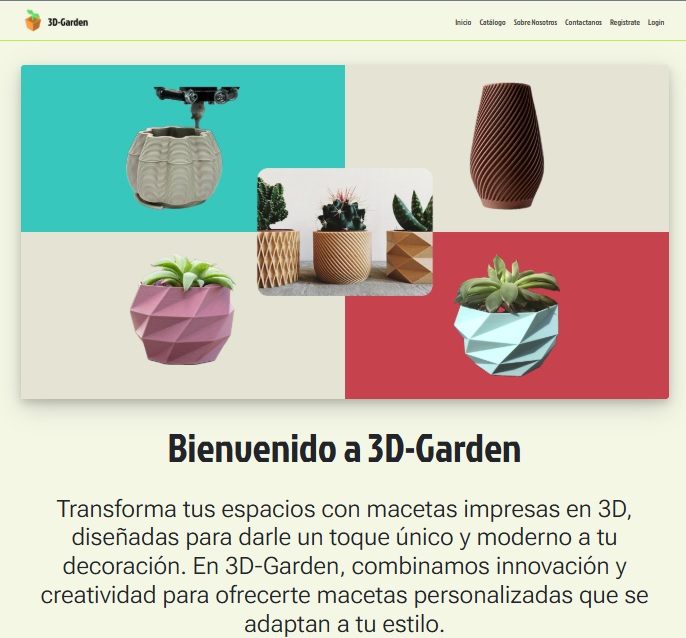 3D-Garden
Inicio Catálogo Sobre Nosotros Contactanos Registrate Login
Bienvenido a 3D-Garden
Transforma tus espacios con macetas impresas en 3D,
diseñadas para darle un toque único y moderno a tu
decoración. En 3D-Garden, combinamos innovación y
creatividad para ofrecerte macetas personalizadas que se
adaptan a tu estilo.